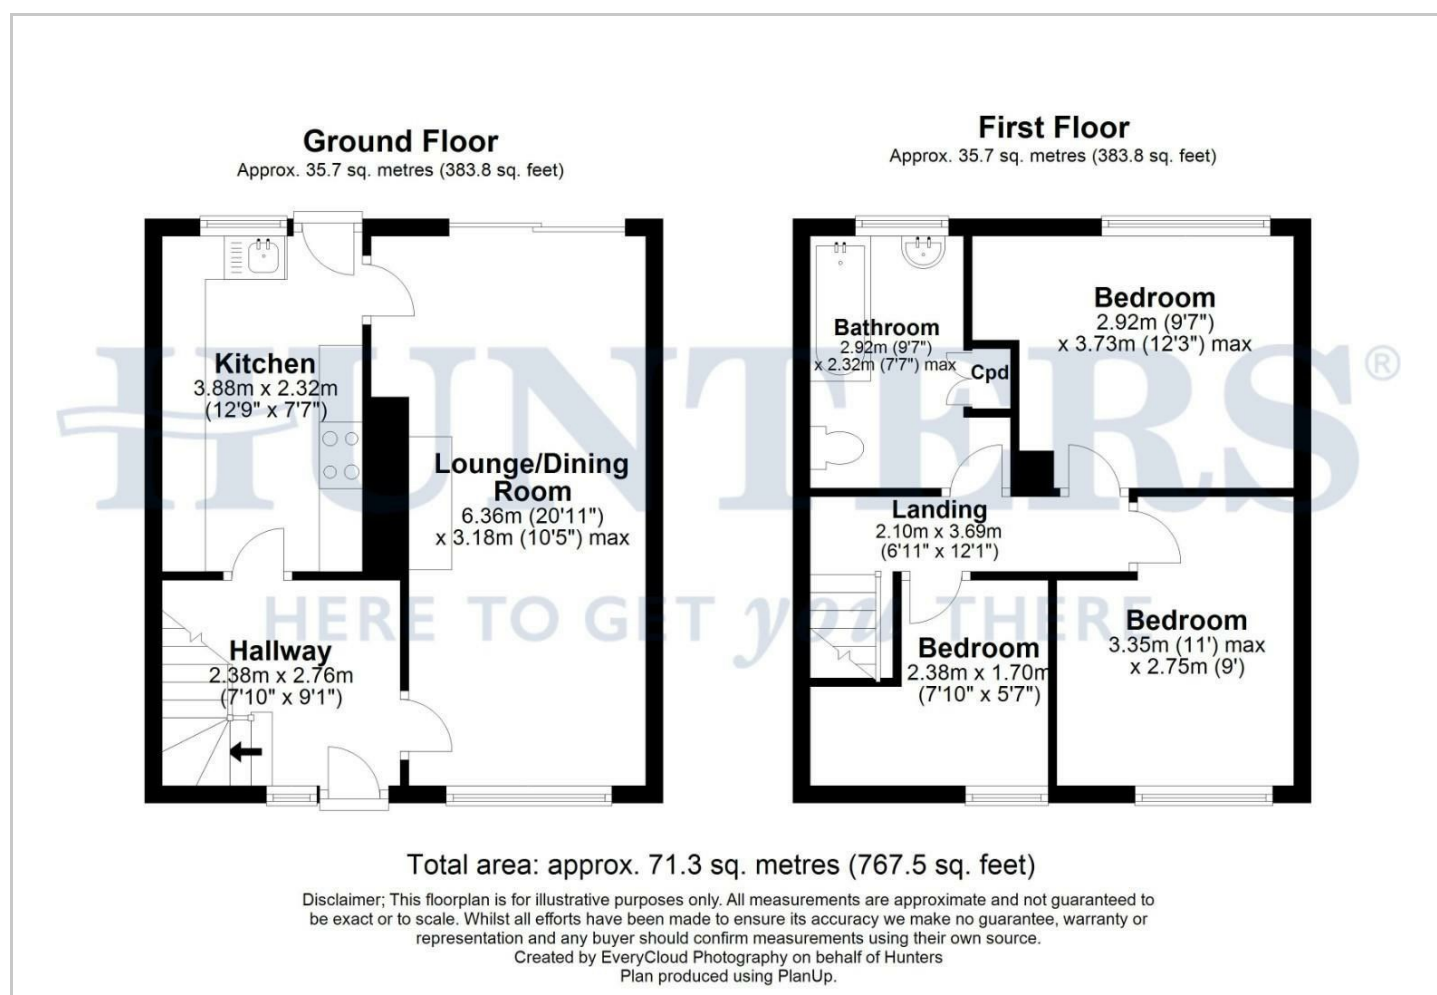 Ground Floor
Approx. 35.7 sq. metres (383.8 sq. feet)
Kitchen
3.88m x 2.32m
(12'9" x 7'7")
Lounge/Dining
Room
6.36m (20'11")
x 3.18m (10'5") max
Hallway
2.38m x 2.76m
(7'10" x 9'1")
First Floor
Approx. 35.7 sq. metres (383.8 sq. feet)
Bathroom
2.92m (9'7")
x 2.32m (7'7") max
Cpd
Bedroom
2.92m (9'7")
x 3.73m (12'3") max
Landing
2.10m x 3.69m
(6'11" x 12'1")
Bedroom
2.38m x 1.70m
(7'10" x 5'7")
Bedroom
3.35m (11') max
x 2.75m (9')
HUNTERS®
HERE TO GET you THERE
Total area: approx. 71.3 sq. metres (767.5 sq. feet)
Disclaimer; This floorplan is for illustrative purposes only. All measurements are approximate and not guaranteed to
be exact or to scale. Whilst all efforts have been made to ensure its accuracy we make no guarantee, warranty or
representation and any buyer should confirm measurements using their own source.
Created by EveryCloud Photography on behalf of Hunters
Plan produced using PlanUp.